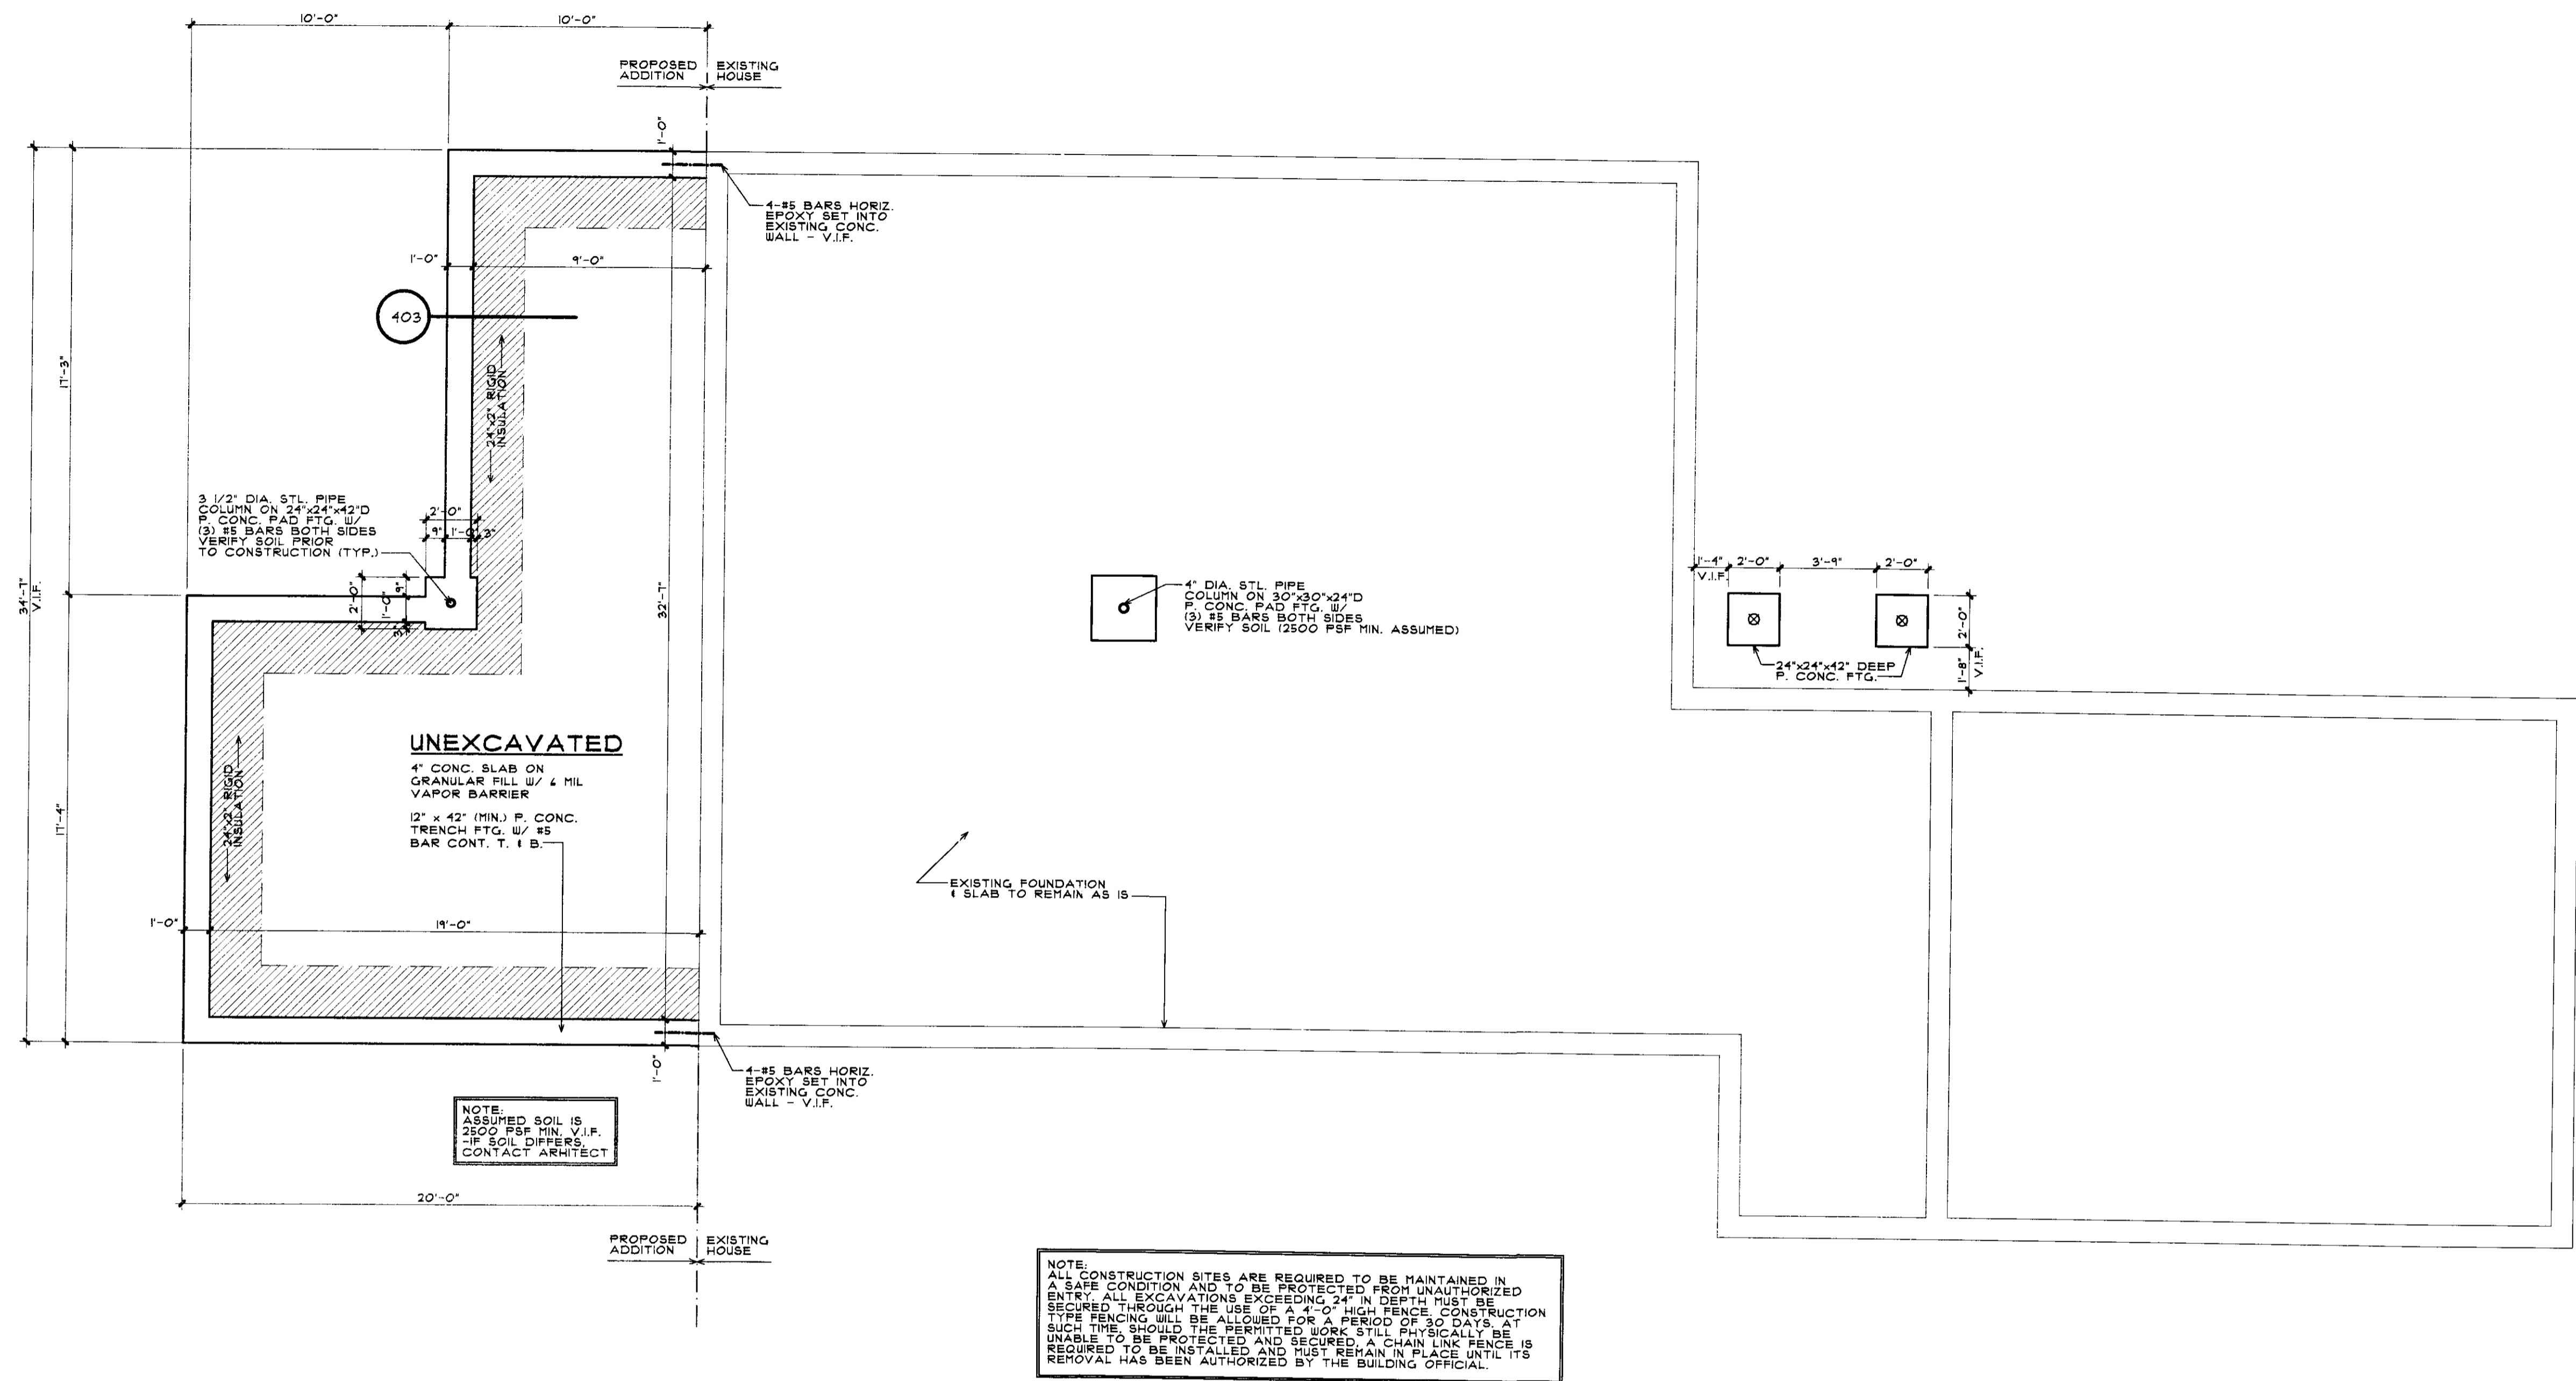 10'-0"
10'-0"
PROPOSED
ADDITION
EXISTING
HOUSE
1'-0"
4-#5 BARS HORIZ.
EPOXY SET INTO
EXISTING CONC.
WALL - V.I.F.
1'-0"
9'-0"
403
17'-3"
24"x2" RIGID
INSULATION
3 1/2" DIA. STL. PIPE
COLUMN ON 24"x24"x42"D
P. CONC. PAD FTG. W/
(3) #5 BARS BOTH SIDES
VERIFY SOIL PRIOR
TO CONSTRUCTION (TYP.)
2'-0"
9"
1'-0"
3"
2'-0"
1'-0"
9"
3"
34'-7"
V.I.F.
32'-7"
4" DIA. STL. PIPE
COLUMN ON 30"x30"x24"D
P. CONC. PAD FTG. W/
(3) #5 BARS BOTH SIDES
VERIFY SOIL (2500 PSF MIN. ASSUMED)
1'-4"
V.I.F.
2'-0"
3'-9"
2'-0"
2'-0"
1'-8"
V.I.F.
24"x24"x42" DEEP
P. CONC. FTG.
UNEXCAVATED
4" CONC. SLAB ON
GRANULAR FILL W/ 6 MIL
VAPOR BARRIER
12" x 42" (MIN.) P. CONC.
TRENCH FTG. W/ #5
BAR CONT. T. & B.
24"x2" RIGID
INSULATION
17'-4"
EXISTING FOUNDATION
& SLAB TO REMAIN AS IS
1'-0"
19'-0"
1'-0"
4-#5 BARS HORIZ.
EPOXY SET INTO
EXISTING CONC.
WALL - V.I.F.
NOTE:
ASSUMED SOIL IS
2500 PSF MIN. V.I.F.
-IF SOIL DIFFERS,
CONTACT ARHITECT
20'-0"
PROPOSED
ADDITION
EXISTING
HOUSE
NOTE:
ALL CONSTRUCTION SITES ARE REQUIRED TO BE MAINTAINED IN
A SAFE CONDITION AND TO BE PROTECTED FROM UNAUTHORIZED
ENTRY. ALL EXCAVATIONS EXCEEDING 24" IN DEPTH MUST BE
SECURED THROUGH THE USE OF A 4'-0" HIGH FENCE. CONSTRUCTION
TYPE FENCING WILL BE ALLOWED FOR A PERIOD OF 30 DAYS. AT
SUCH TIME, SHOULD THE PERMITTED WORK STILL PHYSICALLY BE
UNABLE TO BE PROTECTED AND SECURED, A CHAIN LINK FENCE IS
REQUIRED TO BE INSTALLED AND MUST REMAIN IN PLACE UNTIL ITS
REMOVAL HAS BEEN AUTHORIZED BY THE BUILDING OFFICIAL.